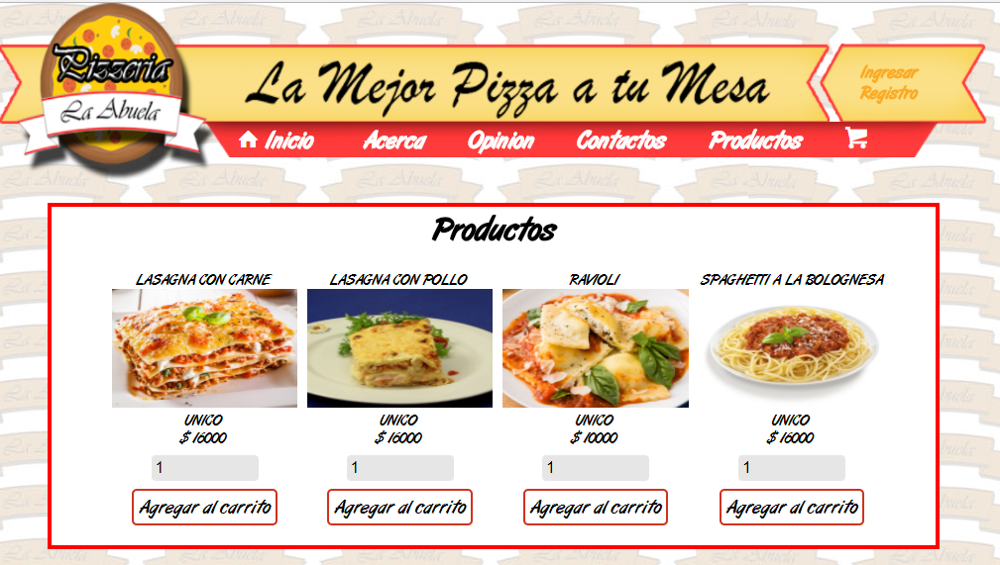 Pizzeria
La Abuela
La Mejor Pizza a tu Mesa
Ingresar
Registro
Inicio Acerca Opinion Contactos Productos
Productos
LASAGNA CON CARNE LASAGNA CON POLLO RAVIOLI SPAGHETTI A LA BOLOGNESA
UNICO UNICO UNICO UNICO
$ 16000 $ 16000 $ 10000 $ 16000
1 1 1 1
Agregar al carrito Agregar al carrito Agregar al carrito Agregar al carrito